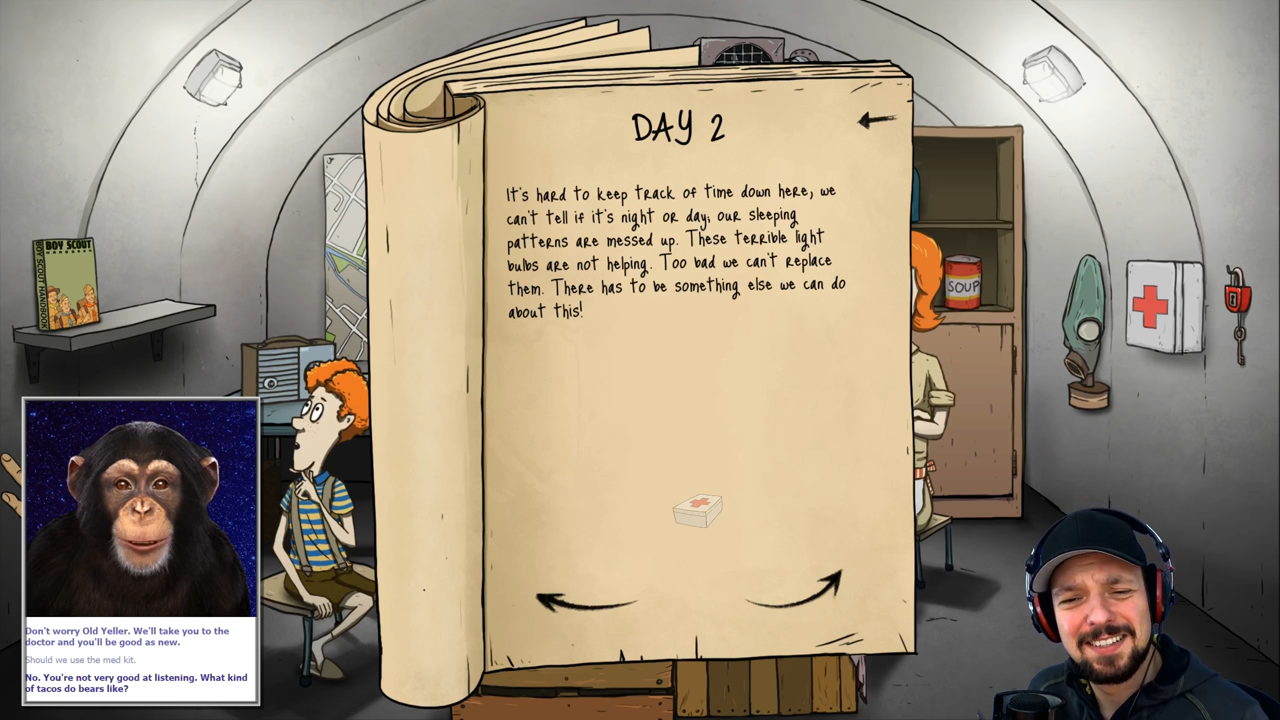 DAY 2
It's hard to keep track of time down here, we
can't tell if it's night or day; our sleeping
patterns are messed up. These terrible light
bulbs are not helping. Too bad we can't replace
them. There has to be something else we can do
about this!
BOY SCOUT
BOY SCOUT HANDBOOK
SOUP
Don't worry Old Yeller. We'll take you to the
doctor and you'll be good as new.
Should we use the med kit.
No. You're not very good at listening. What kind
of tacos do bears like?